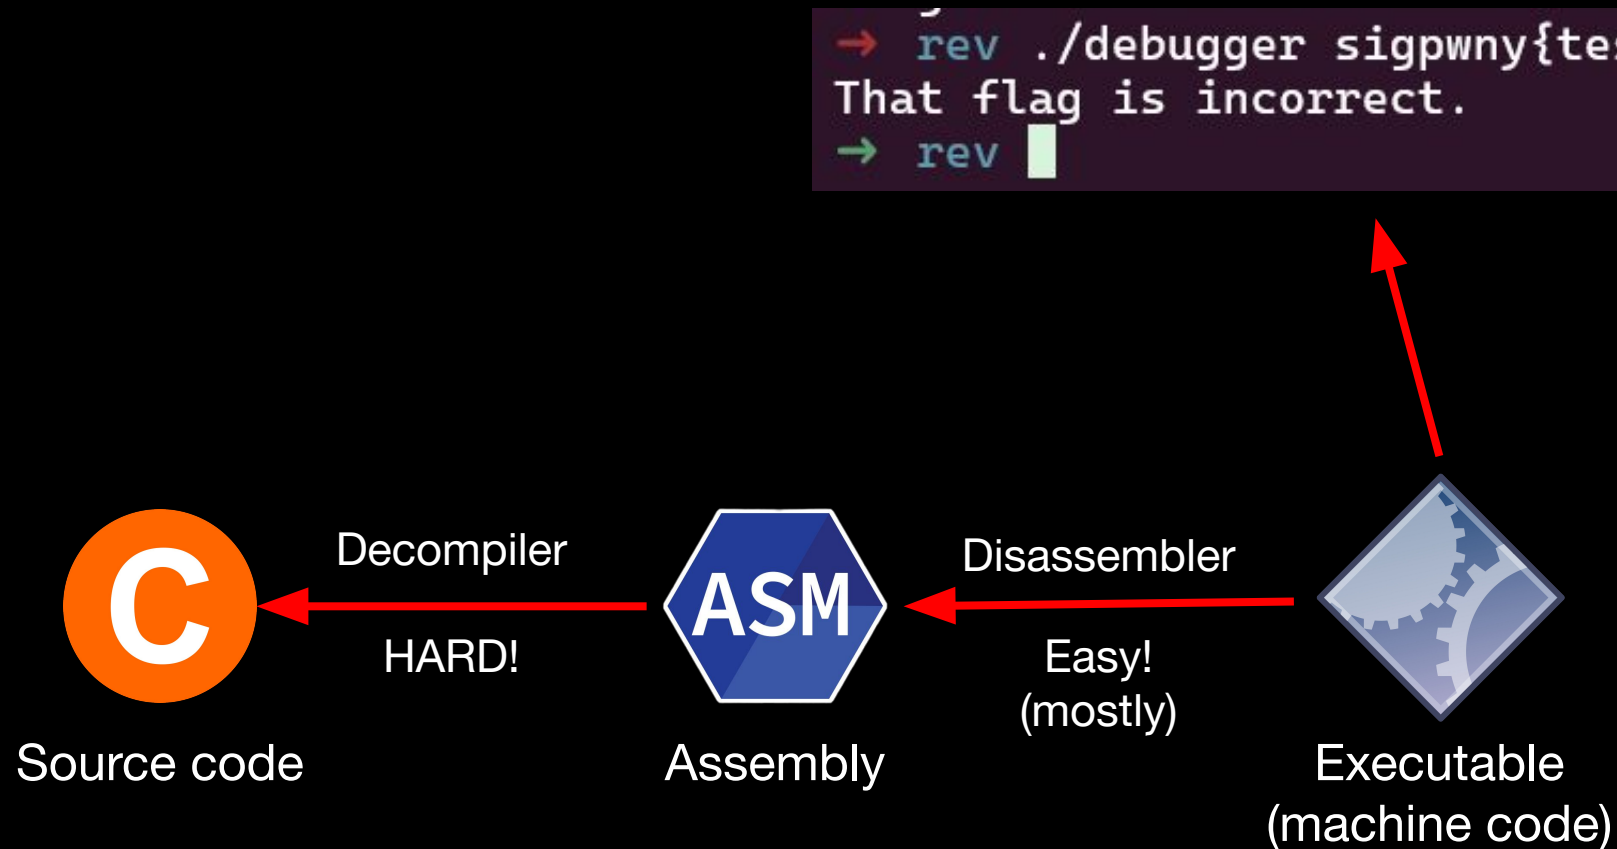 → rev ./debugger sigpwny{tes
That flag is incorrect.
→ rev
Decompiler
HARD!
Disassembler
Easy!
(mostly)
C
ASM
Source code
Assembly
Executable
(machine code)